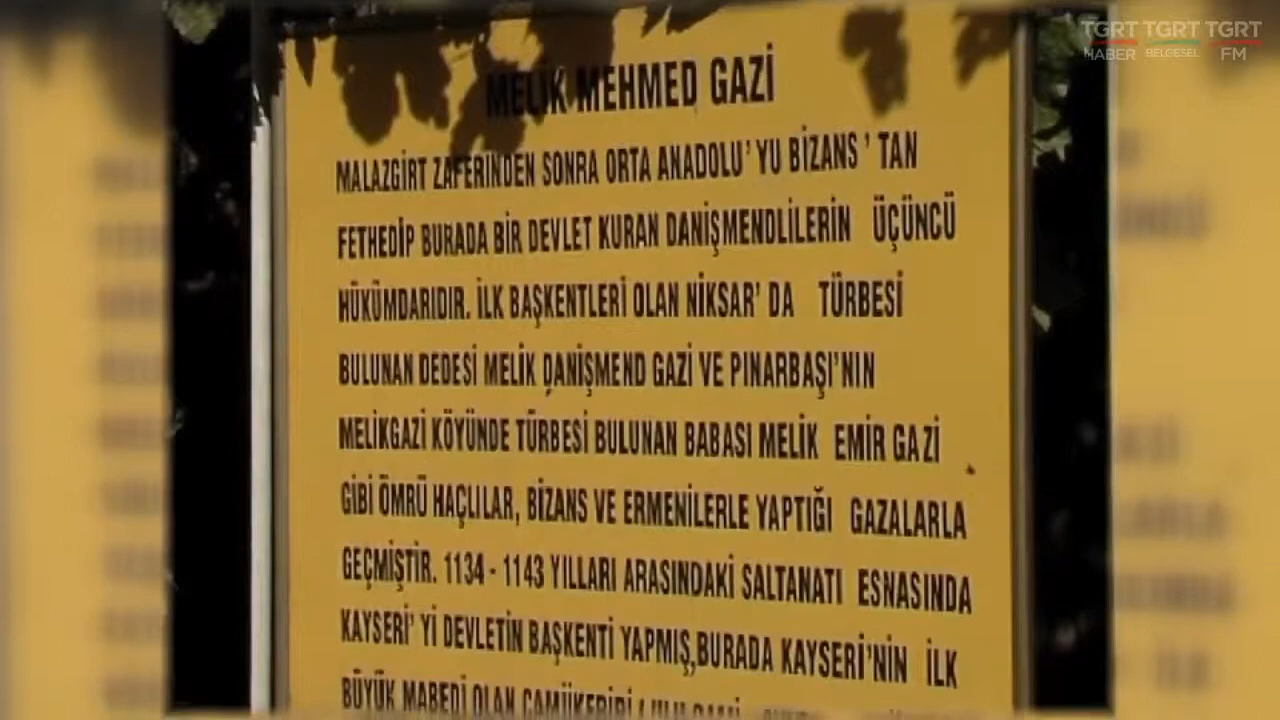 TGRT TGRT TGRT
HABER BELGESEL FM
MELİK MEHMED GAZİ
MALAZGİRT ZAFERİNDEN SONRA ORTA ANADOLU' YU BİZANS ' TAN
FETHEDİP BURADA BİR DEVLET KURAN DANİŞMENDLİLERİN ÜÇÜNCÜ
HÜKÜMDARIDIR. İLK BAŞKENTLERİ OLAN NİKSAR' DA TÜRBESİ
BULUNAN DEDESİ MELİK DANİŞMEND GAZİ VE PINARBAŞI'NIN
MELİKGAZİ KÖYÜNDE TÜRBESİ BULUNAN BABASI MELİK EMİR GAZİ
GİBİ ÖMRÜ HAÇLILAR, BİZANS VE ERMENİLERLE YAPTIĞI GAZALARLA
GEÇMİŞTİR. 1134 - 1143 YILLARI ARASINDAKİ SALTANATI ESNASINDA
KAYSERİ' Yİ DEVLETİN BAŞKENTİ YAPMIŞ,BURADA KAYSERİ'NİN İLK
BÜYÜK MABEDİ OLAN CAMÜKEBİRİ